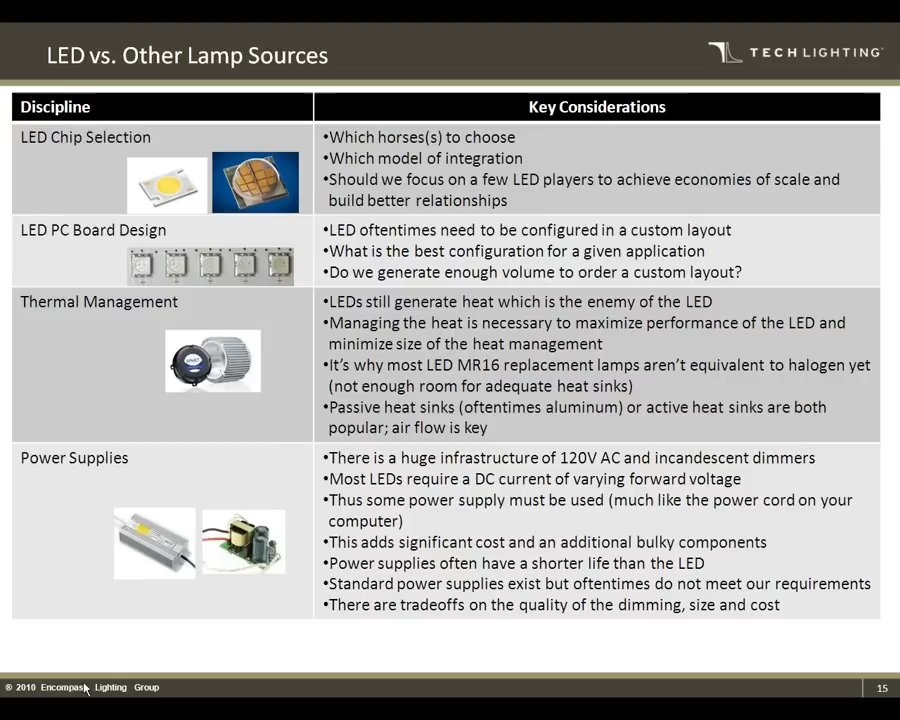 LED vs. Other Lamp Sources
TECH LIGHTING
Discipline
Key Considerations
LED Chip Selection
•Which horses(s) to choose
•Which model of integration
•Should we focus on a few LED players to achieve economies of scale and
build better relationships
LED PC Board Design
•LED oftentimes need to be configured in a custom layout
•What is the best configuration for a given application
•Do we generate enough volume to order a custom layout?
Thermal Management
•LEDs still generate heat which is the enemy of the LED
•Managing the heat is necessary to maximize performance of the LED and
minimize size of the heat management
•It's why most LED MR16 replacement lamps aren't equivalent to halogen yet
(not enough room for adequate heat sinks)
•Passive heat sinks (oftentimes aluminum) or active heat sinks are both
popular; air flow is key
Power Supplies
•There is a huge infrastructure of 120V AC and incandescent dimmers
•Most LEDs require a DC current of varying forward voltage
•Thus some power supply must be used (much like the power cord on your
computer)
•This adds significant cost and an additional bulky components
•Power supplies often have a shorter life than the LED
•Standard power supplies exist but oftentimes do not meet our requirements
•There are tradeoffs on the quality of the dimming, size and cost
® 2010 Encompass Lighting Group
15